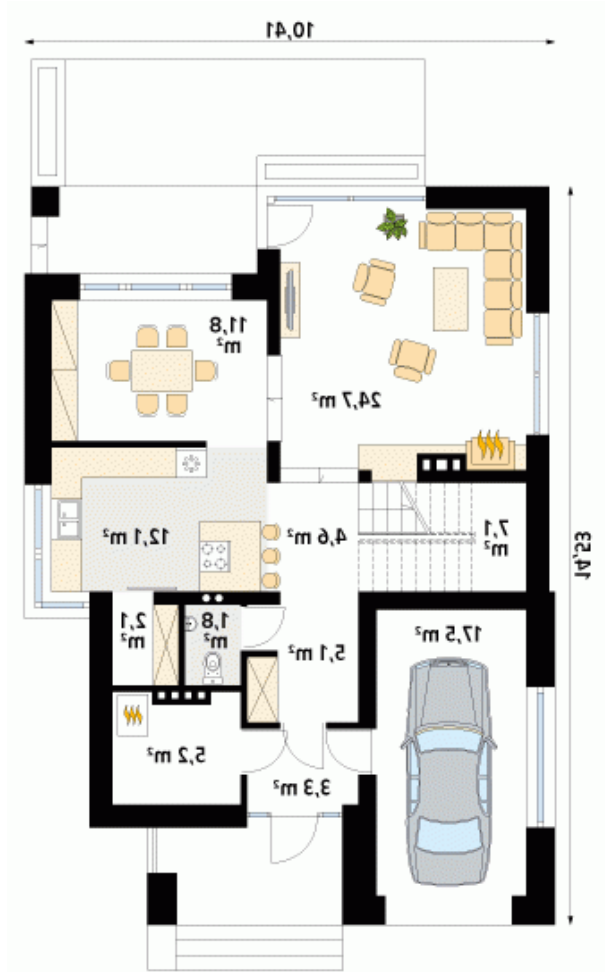 10,41
11,8
m²
24,7 m²
12,1 m²
4,6 m²
7,1
m²
14,53
2,1
m²
1,8
m²
5,1 m²
17,5 m²
5,2 m²
3,3 m²